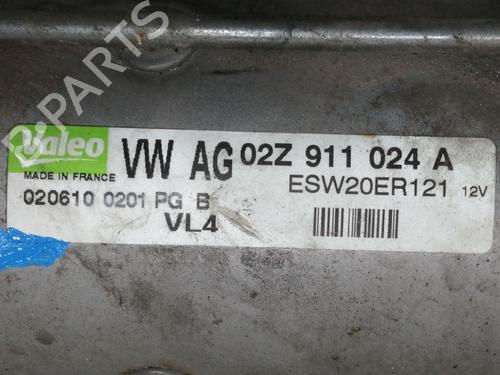 Valeo
MADE IN FRANCE
VW AG 02Z 911 024 A
ESW20ER121 12V
020610 0201 PG B
VL4
B-PARTS